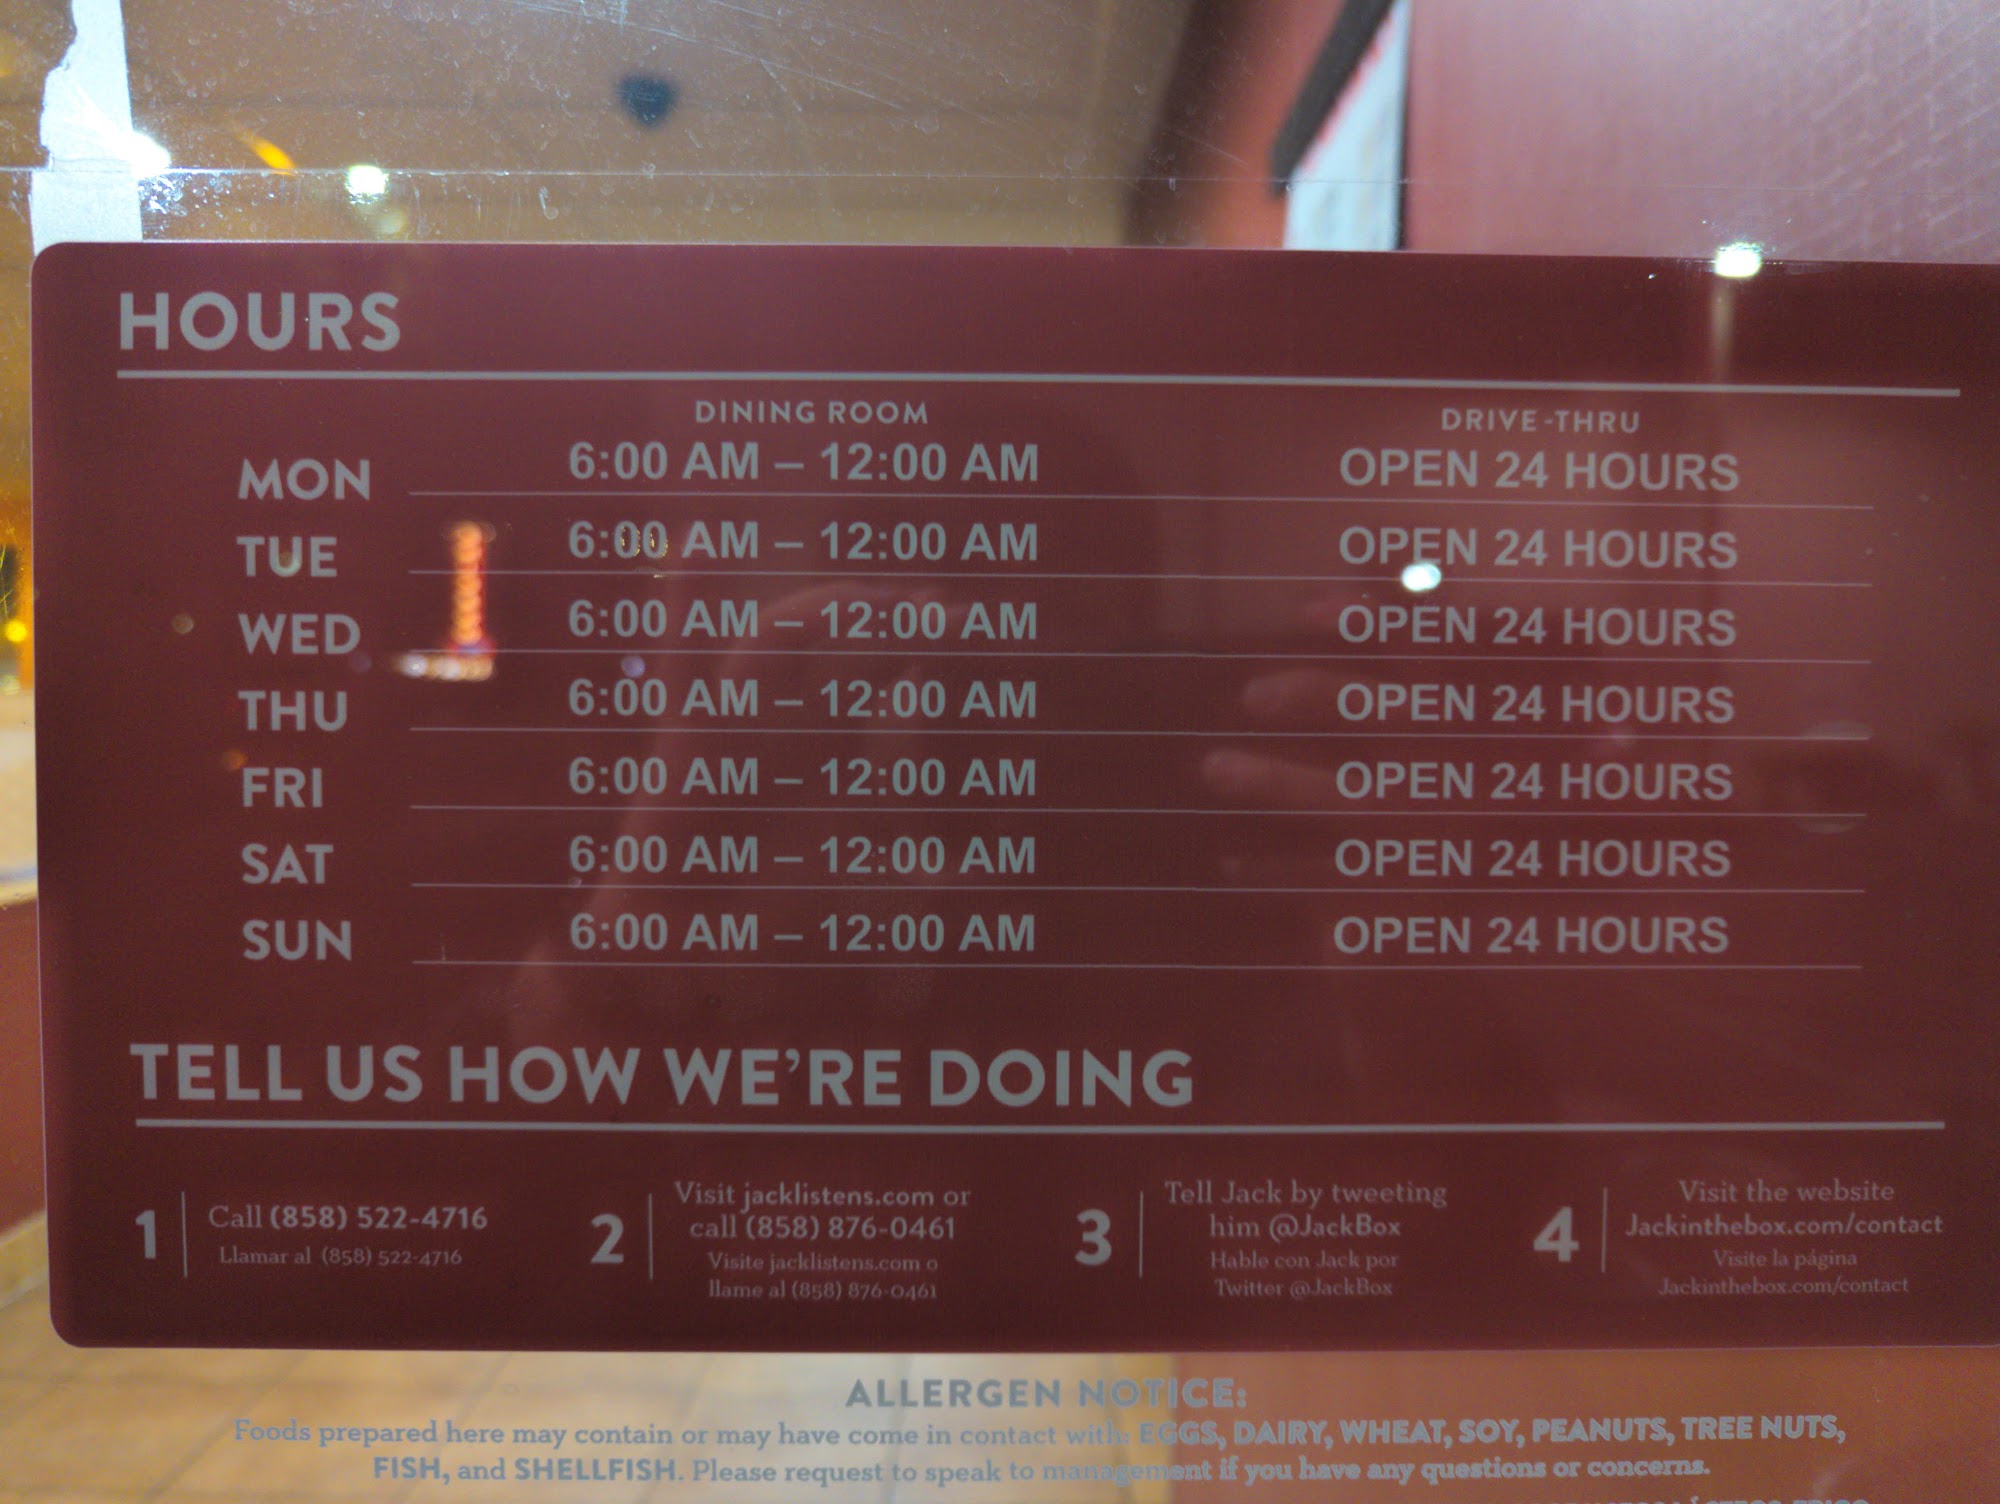 HOURS
DINING ROOM DRIVE-THRU
MON 6:00 AM – 12:00 AM OPEN 24 HOURS
TUE 6:00 AM – 12:00 AM OPEN 24 HOURS
WED 6:00 AM – 12:00 AM OPEN 24 HOURS
THU 6:00 AM – 12:00 AM OPEN 24 HOURS
FRI 6:00 AM – 12:00 AM OPEN 24 HOURS
SAT 6:00 AM – 12:00 AM OPEN 24 HOURS
SUN 6:00 AM – 12:00 AM OPEN 24 HOURS
TELL US HOW WE'RE DOING
1
Call (858) 522-4716
Llamar al (858) 522-4716
2
Visit jacklistens.com or
call (858) 876-0461
Visite jacklistens.com o
llame al (858) 876-0461
3
Tell Jack by tweeting
him @JackBox
Hable con Jack por
Twitter @JackBox
4
Visit the website
Jackinthebox.com/contact
Visite la página
Jackinthebox.com/contact
ALLERGEN NOTICE:
Foods prepared here may contain or may have come in contact with: EGGS, DAIRY, WHEAT, SOY, PEANUTS, TREE NUTS,
FISH, and SHELLFISH. Please request to speak to management if you have any questions or concerns.